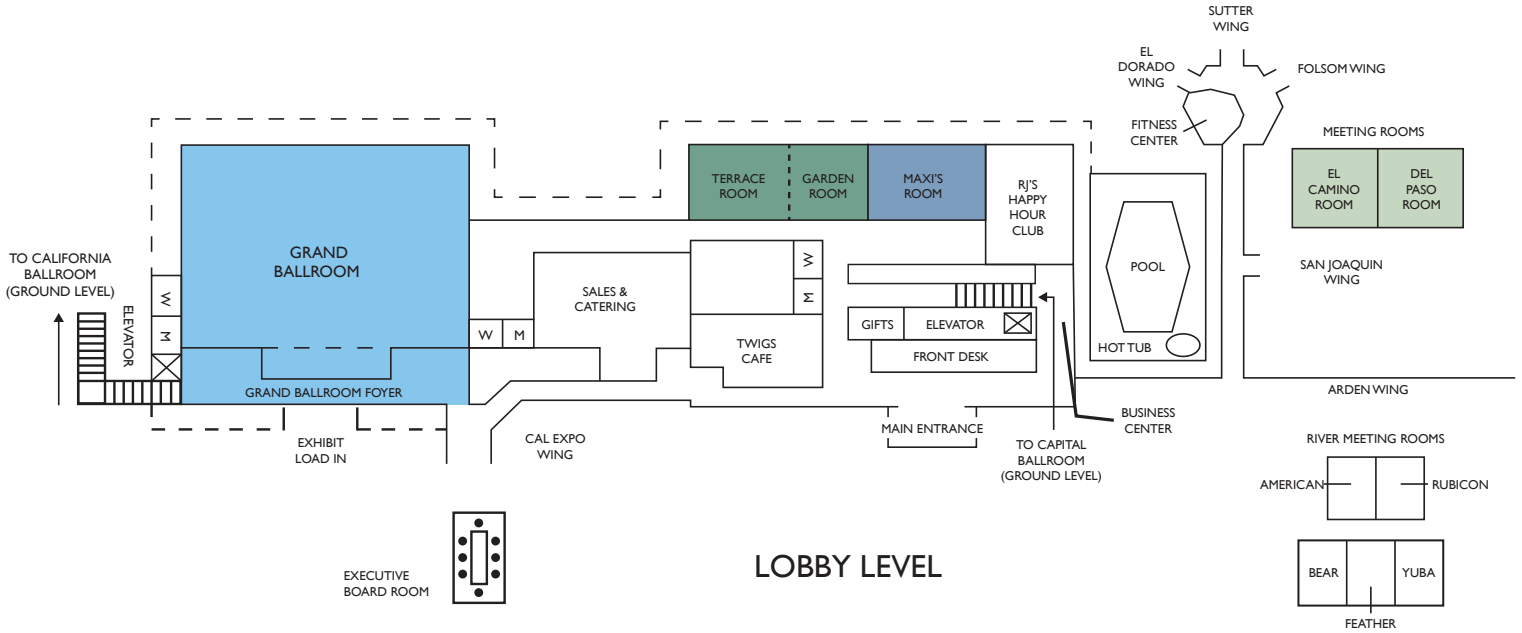 SUTTER
WING
EL
DORADO
WING
FOLSOM WING
FITNESS
CENTER
MEETING ROOMS
EL
CAMINO
ROOM
DEL
PASO
ROOM
TERRACE
ROOM
GARDEN
ROOM
MAXI'S
ROOM
RJ'S
HAPPY
HOUR
CLUB
POOL
HOT TUB
SAN JOAQUIN
WING
GRAND
BALLROOM
TO CALIFORNIA
BALLROOM
(GROUND LEVEL)
ELEVATOR
W
M
W
M
SALES &
CATERING
W
M
TWIGS
CAFE
GIFTS
ELEVATOR
FRONT DESK
GRAND BALLROOM FOYER
EXHIBIT
LOAD IN
CAL EXPO
WING
MAIN ENTRANCE
TO CAPITAL
BALLROOM
(GROUND LEVEL)
BUSINESS
CENTER
ARDEN WING
RIVER MEETING ROOMS
AMERICAN
RUBICON
BEAR
YUBA
FEATHER
EXECUTIVE
BOARD ROOM
LOBBY LEVEL